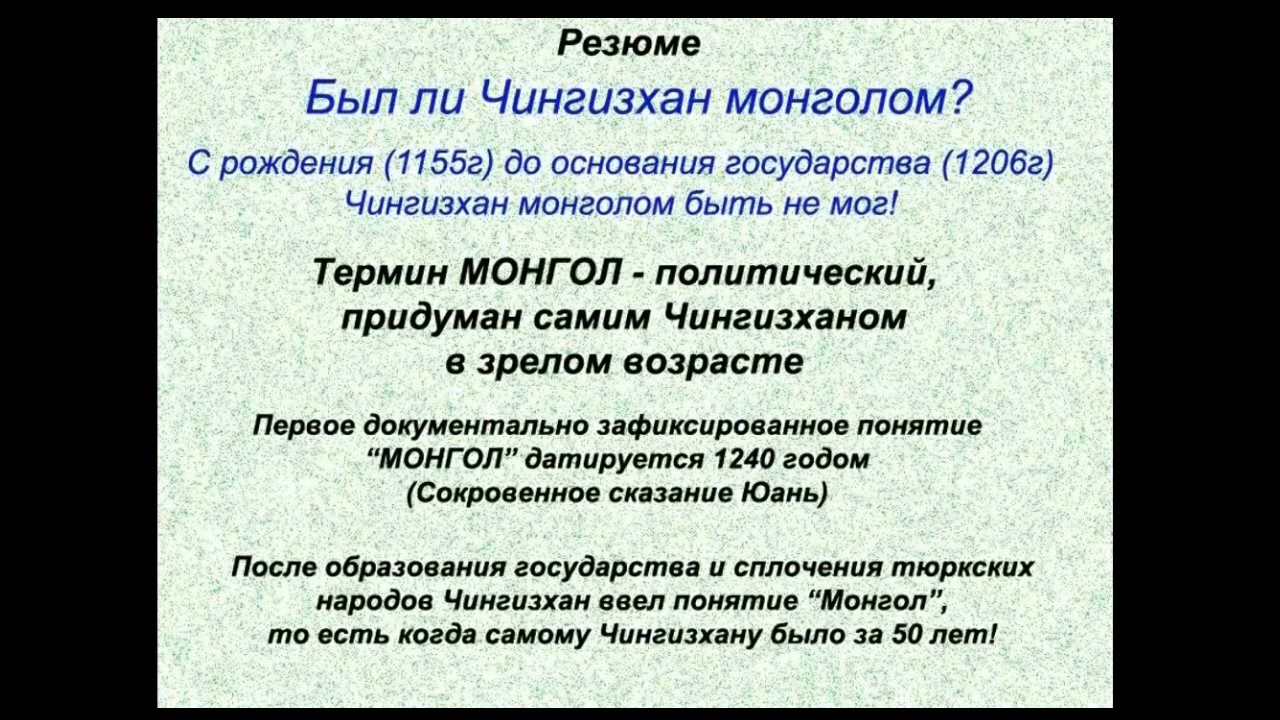 Резюме
Был ли Чингизхан монголом?
С рождения (1155г) до основания государства (1206г)
Чингизхан монголом быть не мог!
Термин МОНГОЛ - политический,
придуман самим Чингизханом
в зрелом возрасте
Первое документально зафиксированное понятие
“МОНГОЛ” датируется 1240 годом
(Сокровенное сказание Юань)
После образования государства и сплочения тюркских
народов Чингизхан ввел понятие “Монгол”,
то есть когда самому Чингизхану было за 50 лет!